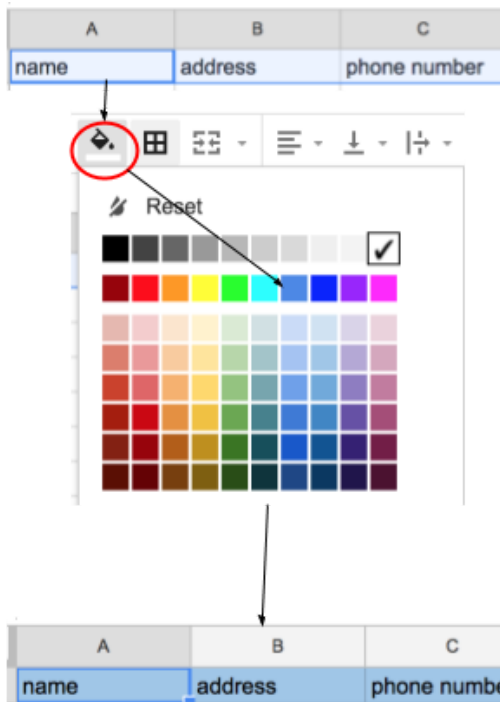 A B C
name address phone number
Reset
A B C
name address phone numbe